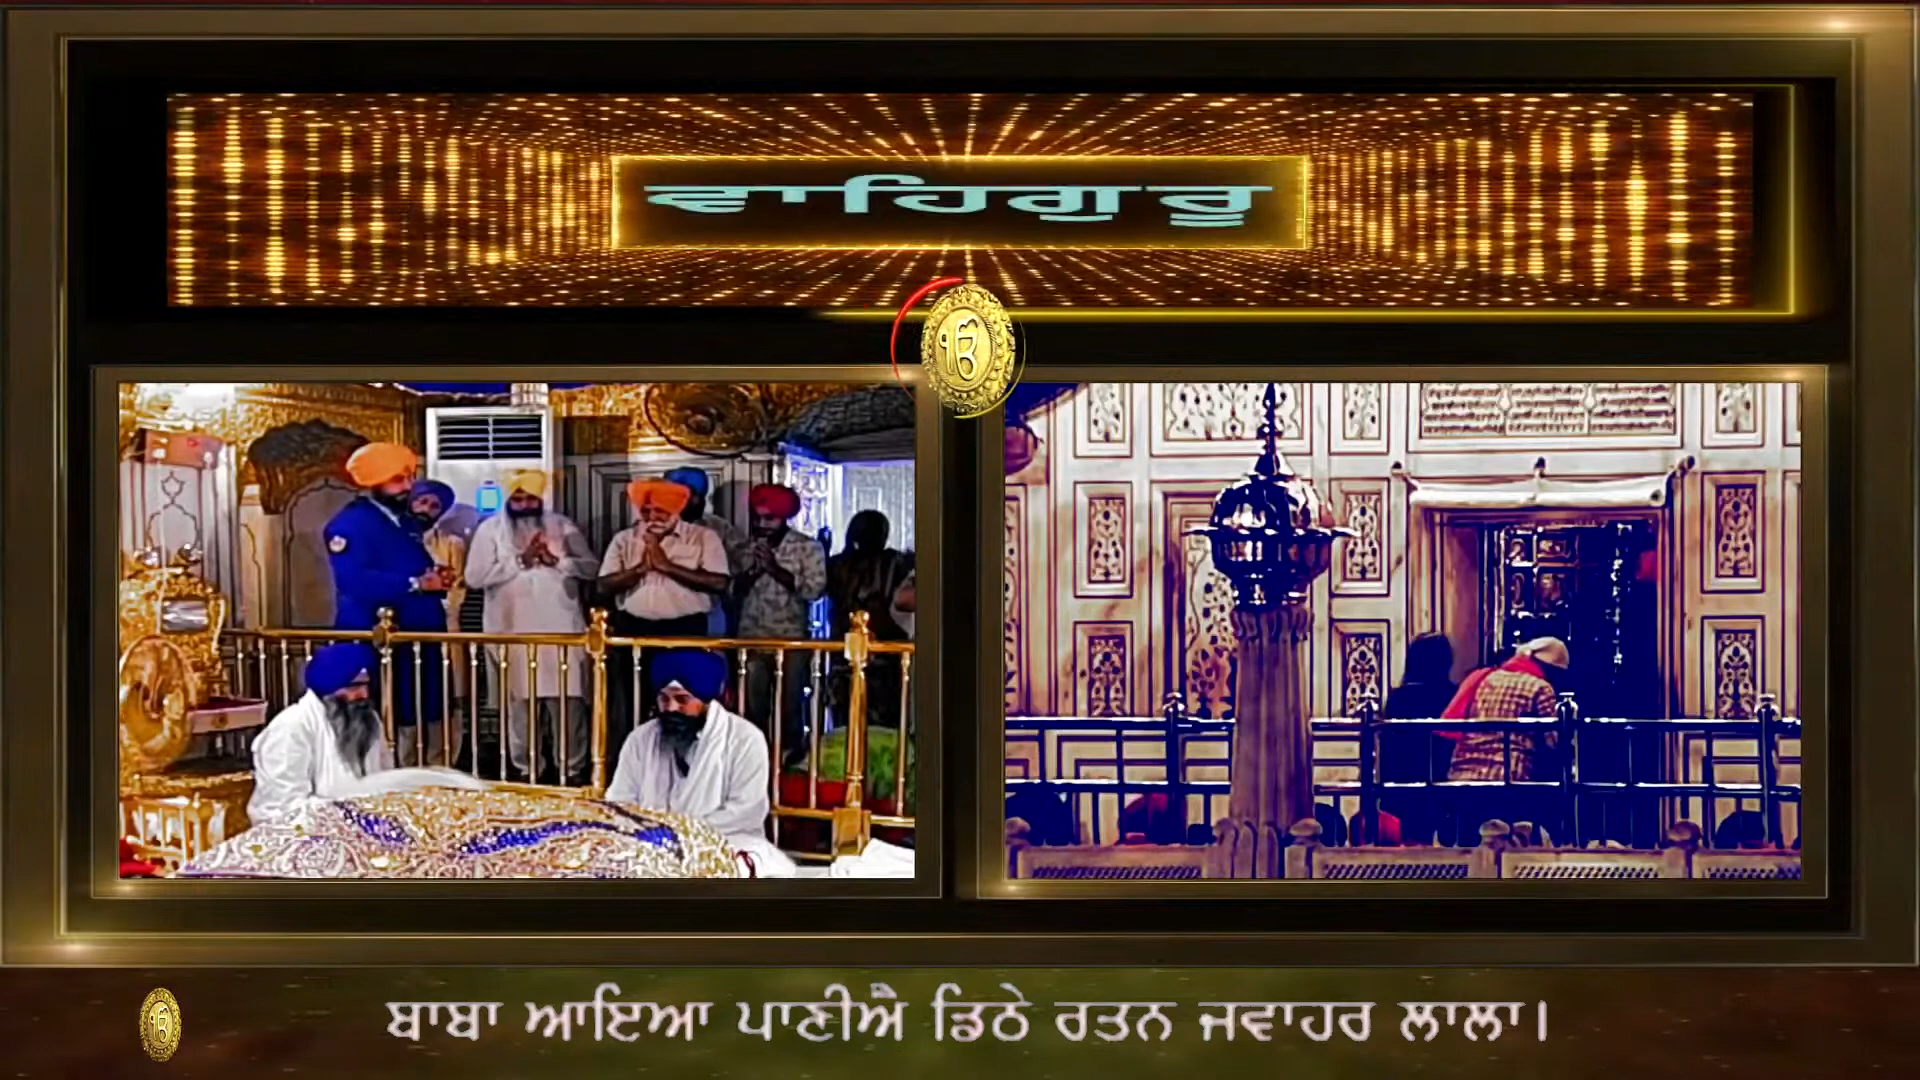 ਵਾਹਿਗੁਰੂ
ੴ
ਬਾਬਾ ਆਇਆ ਪਾਣੀਐ ਡਿਠੇ ਰਤਨ ਜਵਾਹਰ ਲਾਲਾ।
ੴ